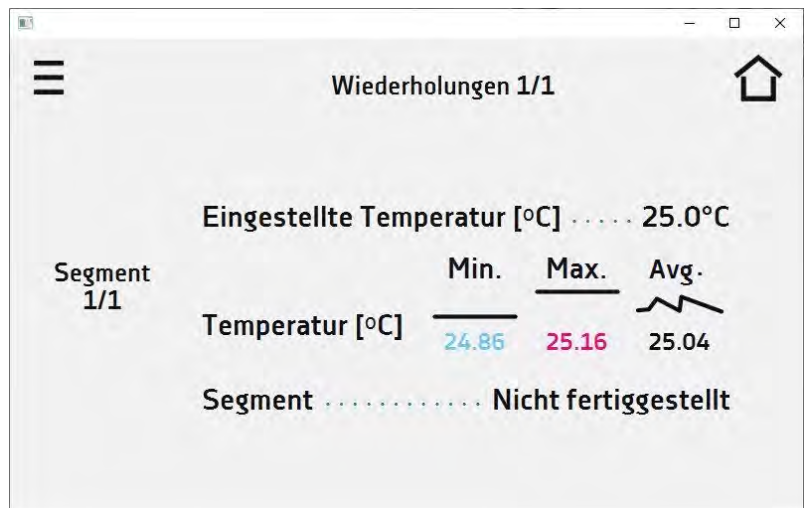 Wiederholungen 1/1
Eingestellte Temperatur [°C] ..... 25.0°C
Segment
1/1
Min. Max. Avg.
Temperatur [°C]
24.86 25.16 25.04
Segment ............ Nicht fertiggestellt